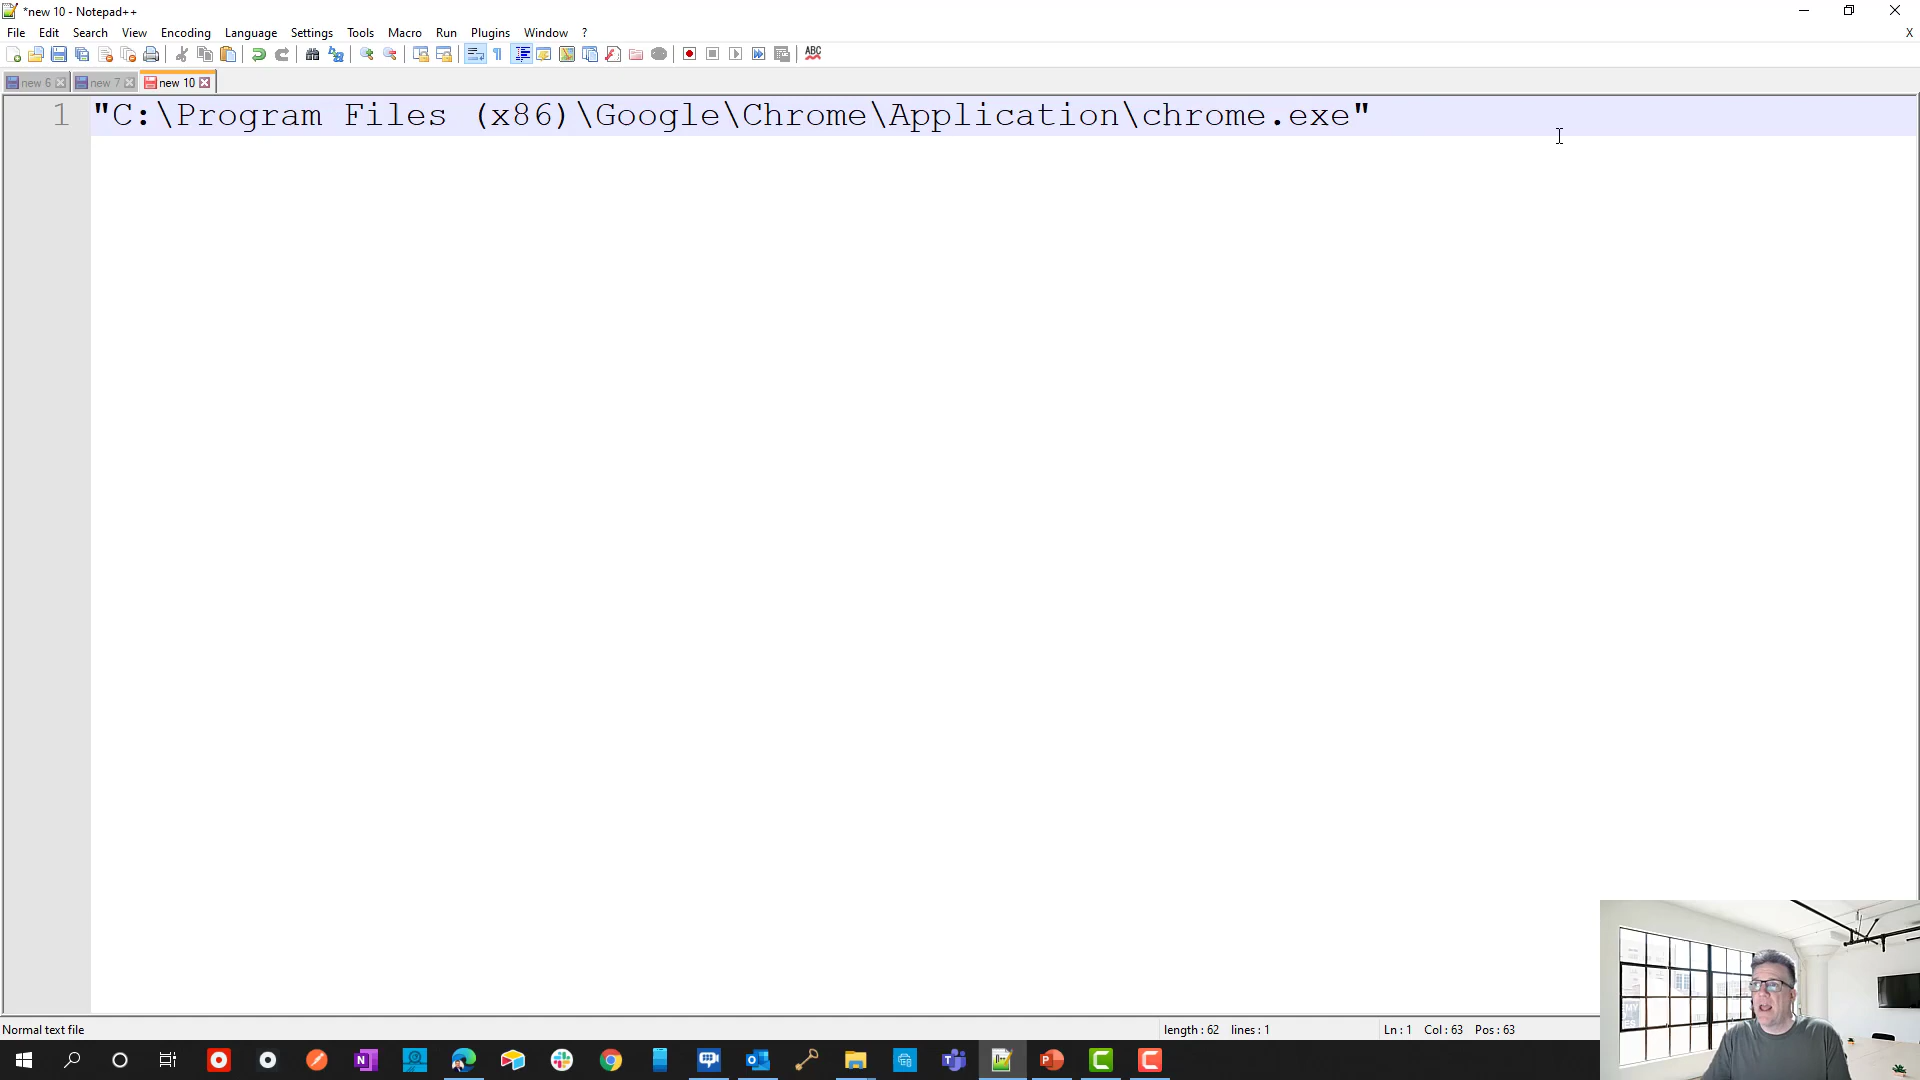 *new 10 - Notepad++
File Edit Search View Encoding Language Settings Tools Macro Run Plugins Window ? X
ABC
new 6 new 7 new 10
1 "C:\Program Files (x86)\Google\Chrome\Application\chrome.exe"
Normal text file length : 62 lines : 1 Ln : 1 Col : 63 Pos : 63